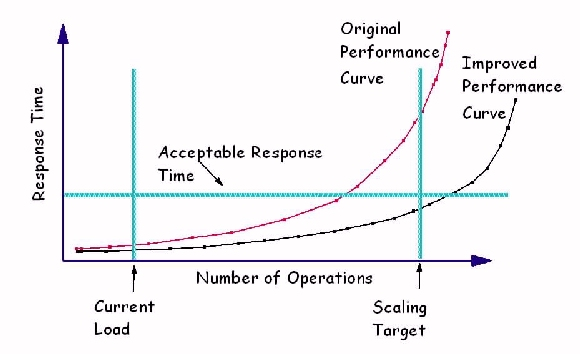 Original
Performance
Curve
Improved
Performance
Curve
Acceptable Response
Time
Response Time
Number of Operations
Current
Load
Scaling
Target